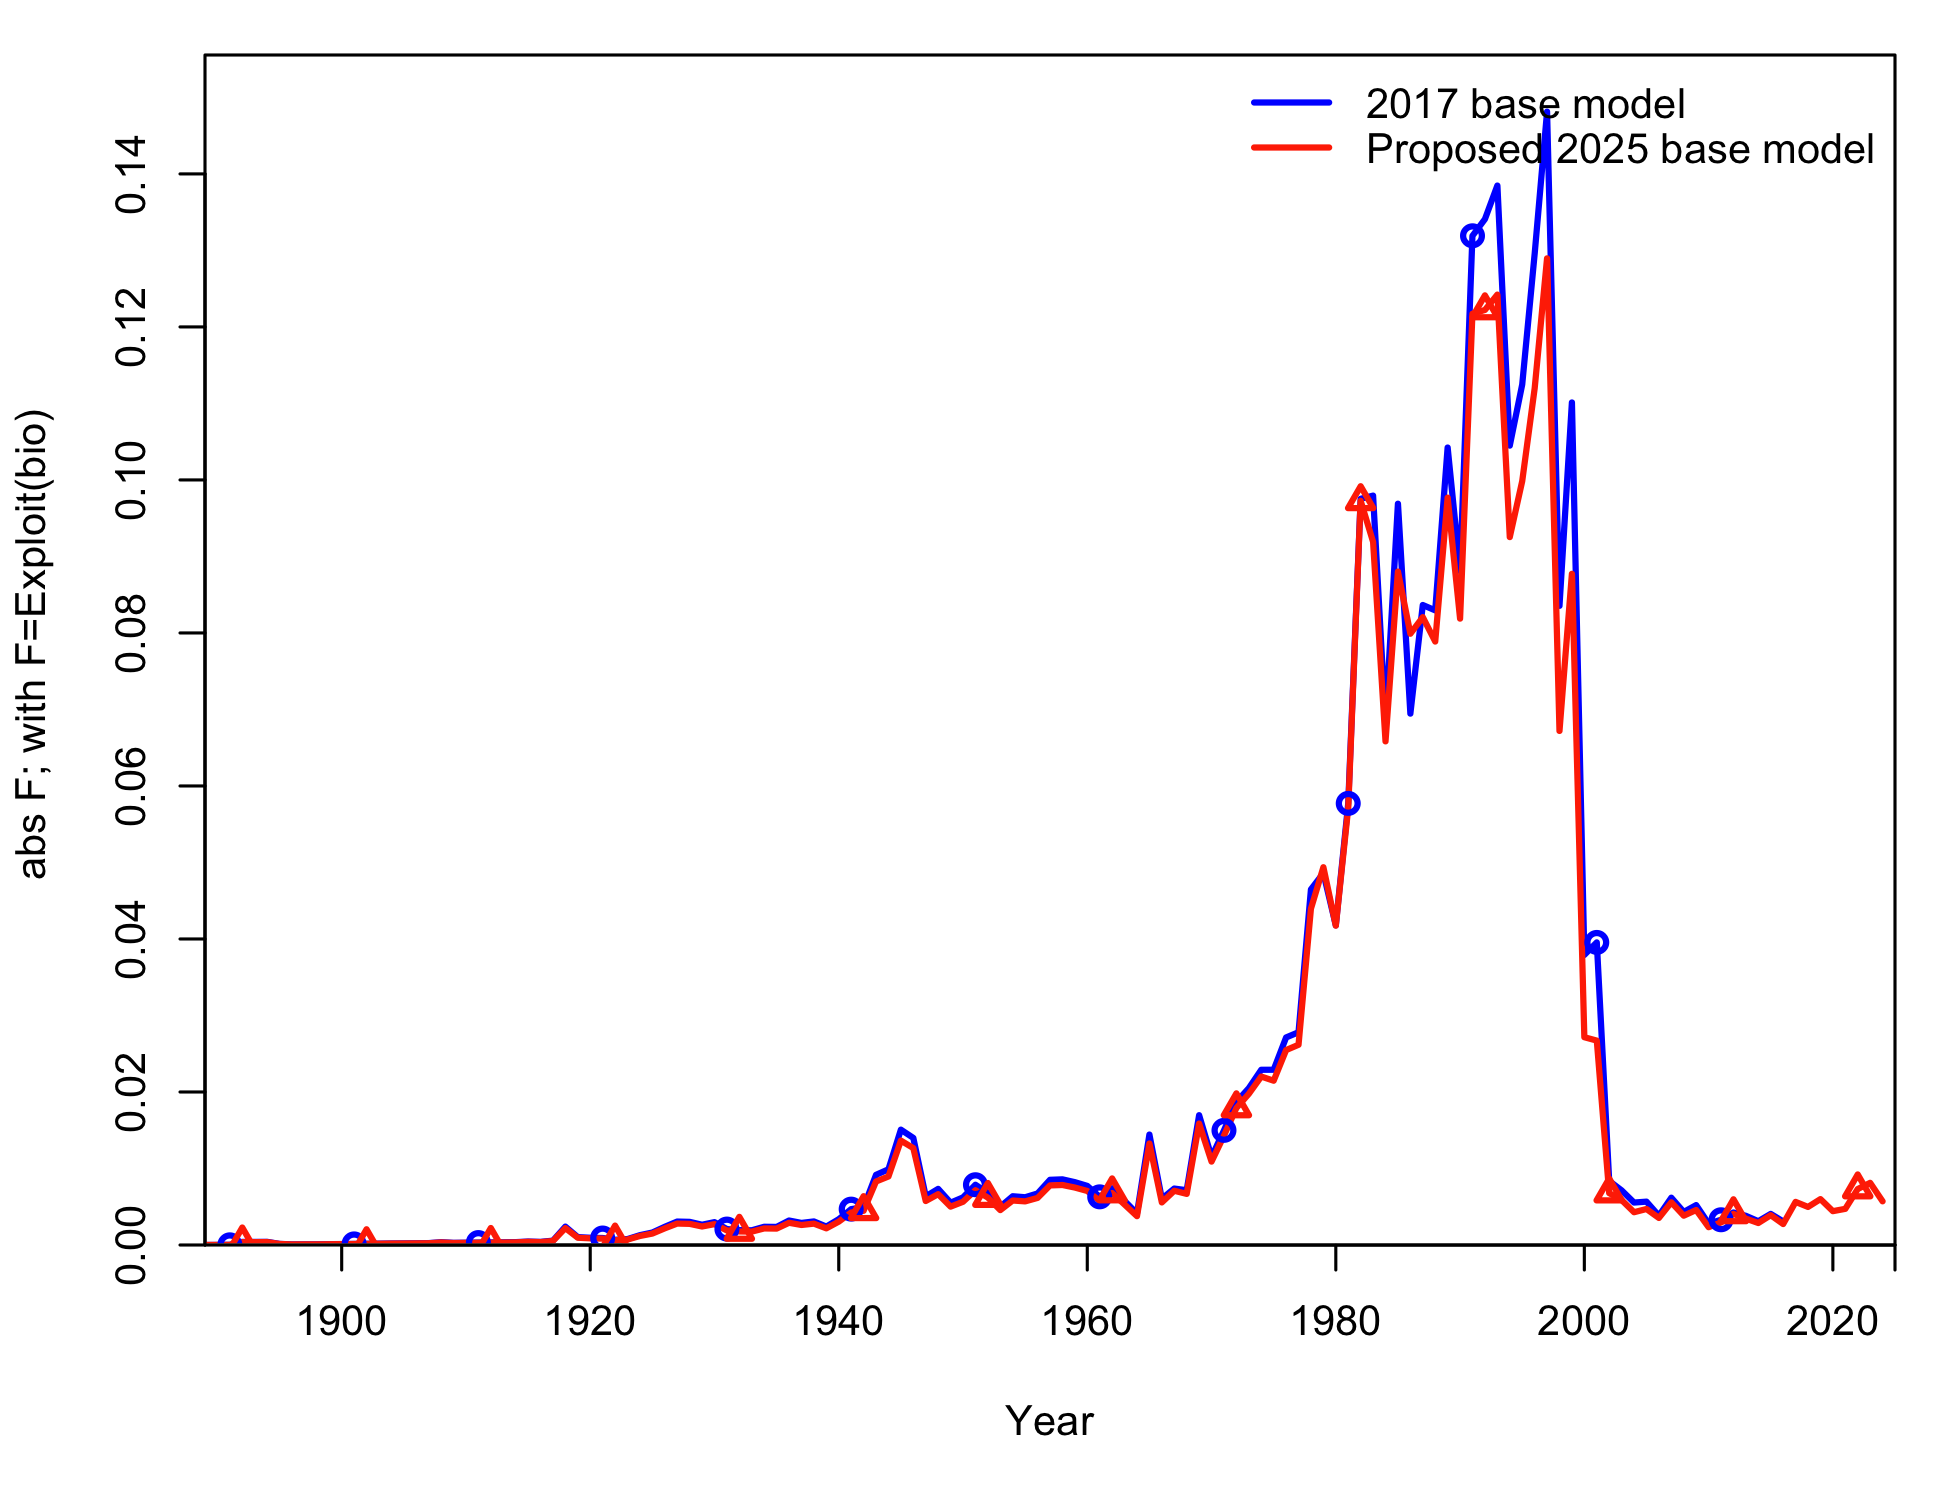 2017 base model
Proposed 2025 base model
abs F; with F=Exploit(bio)
0.14
0.12
0.10
0.08
0.06
0.04
0.02
0.00
1900 1920 1940 1960 1980 2000 2020
Year